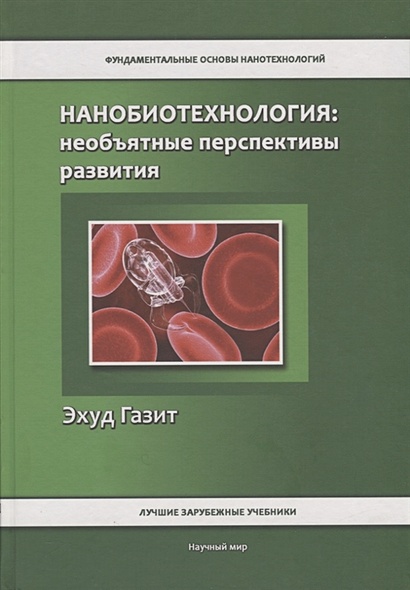 ФУНДАМЕНТАЛЬНЫЕ ОСНОВЫ НАНОТЕХНОЛОГИЙ
НАНОБИОТЕХНОЛОГИЯ:
необъятные перспективы
развития
Эхуд Газит
ЛУЧШИЕ ЗАРУБЕЖНЫЕ УЧЕБНИКИ
Научный мир